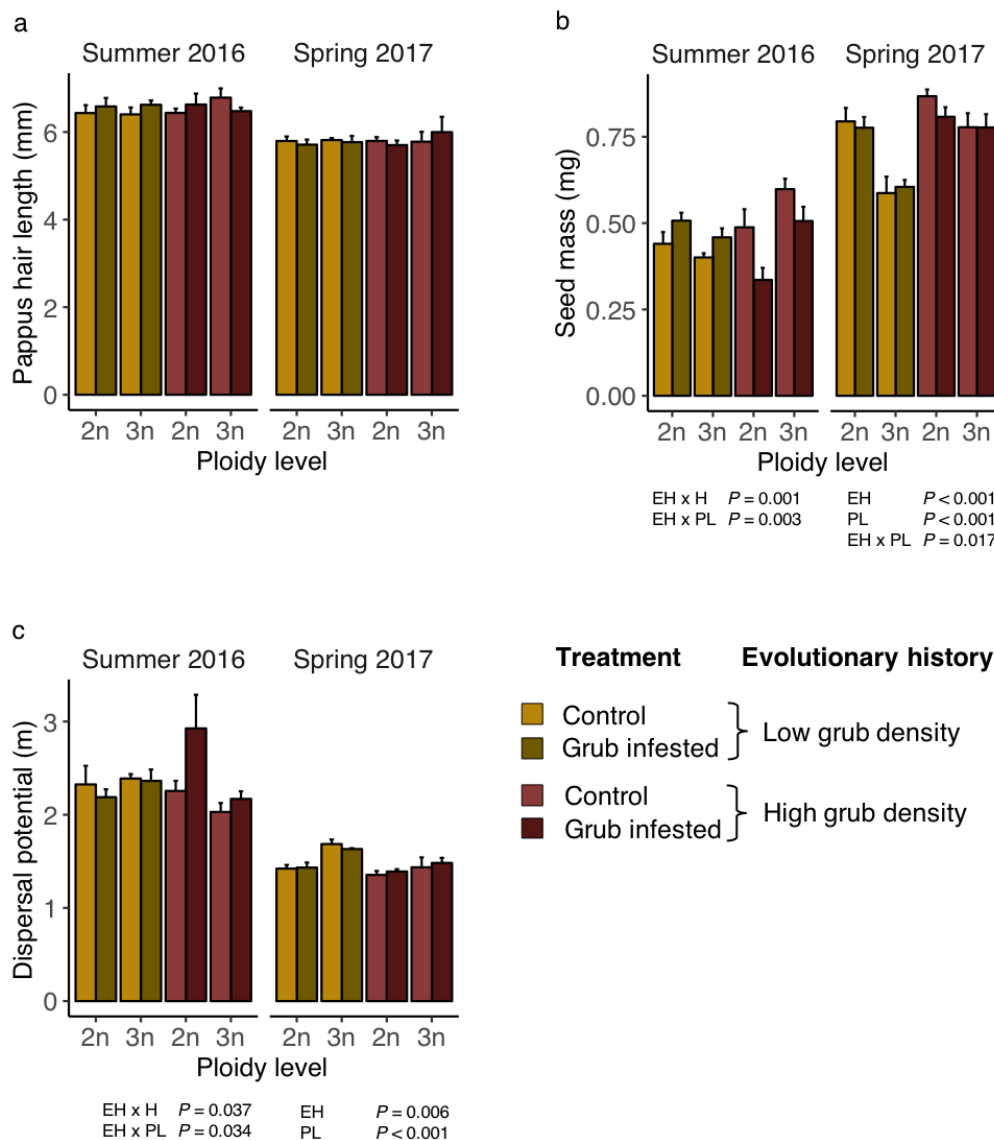 a
Summer 2016 Spring 2017
Pappus hair length (mm)
6
4
2
0
2n 3n 2n 3n 2n 3n 2n 3n
Ploidy level
b
Summer 2016 Spring 2017
Seed mass (mg)
0.75
0.50
0.25
0.00
2n 3n 2n 3n 2n 3n 2n 3n
Ploidy level
EH x H P = 0.001 EH P < 0.001
EH x PL P = 0.003 PL P < 0.001
EH x PL P = 0.017
c
Summer 2016 Spring 2017
Dispersal potential (m)
3
2
1
0
2n 3n 2n 3n 2n 3n 2n 3n
Ploidy level
EH x H P = 0.037 EH P = 0.006
EH x PL P = 0.034 PL P < 0.001
Treatment Evolutionary history
Control
Grub infested
Low grub density
Control
Grub infested
High grub density